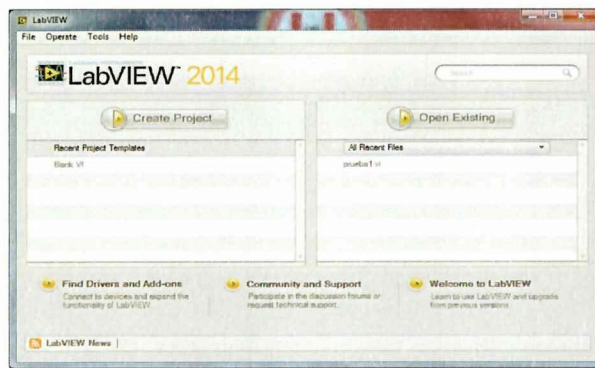 LabVIEW
File Operate Tools Help
LabVIEW™ 2014
Search
Create Project
Open Existing
Recent Project Templates
All Recent Files
Blank VI
prueba1.vi
Find Drivers and Add-ons
Connect to devices and expand the
functionality of LabVIEW.
Community and Support
Participate in the discussion forums or
request technical support.
Welcome to LabVIEW
Learn to use LabVIEW and upgrade
from previous versions.
LabVIEW News